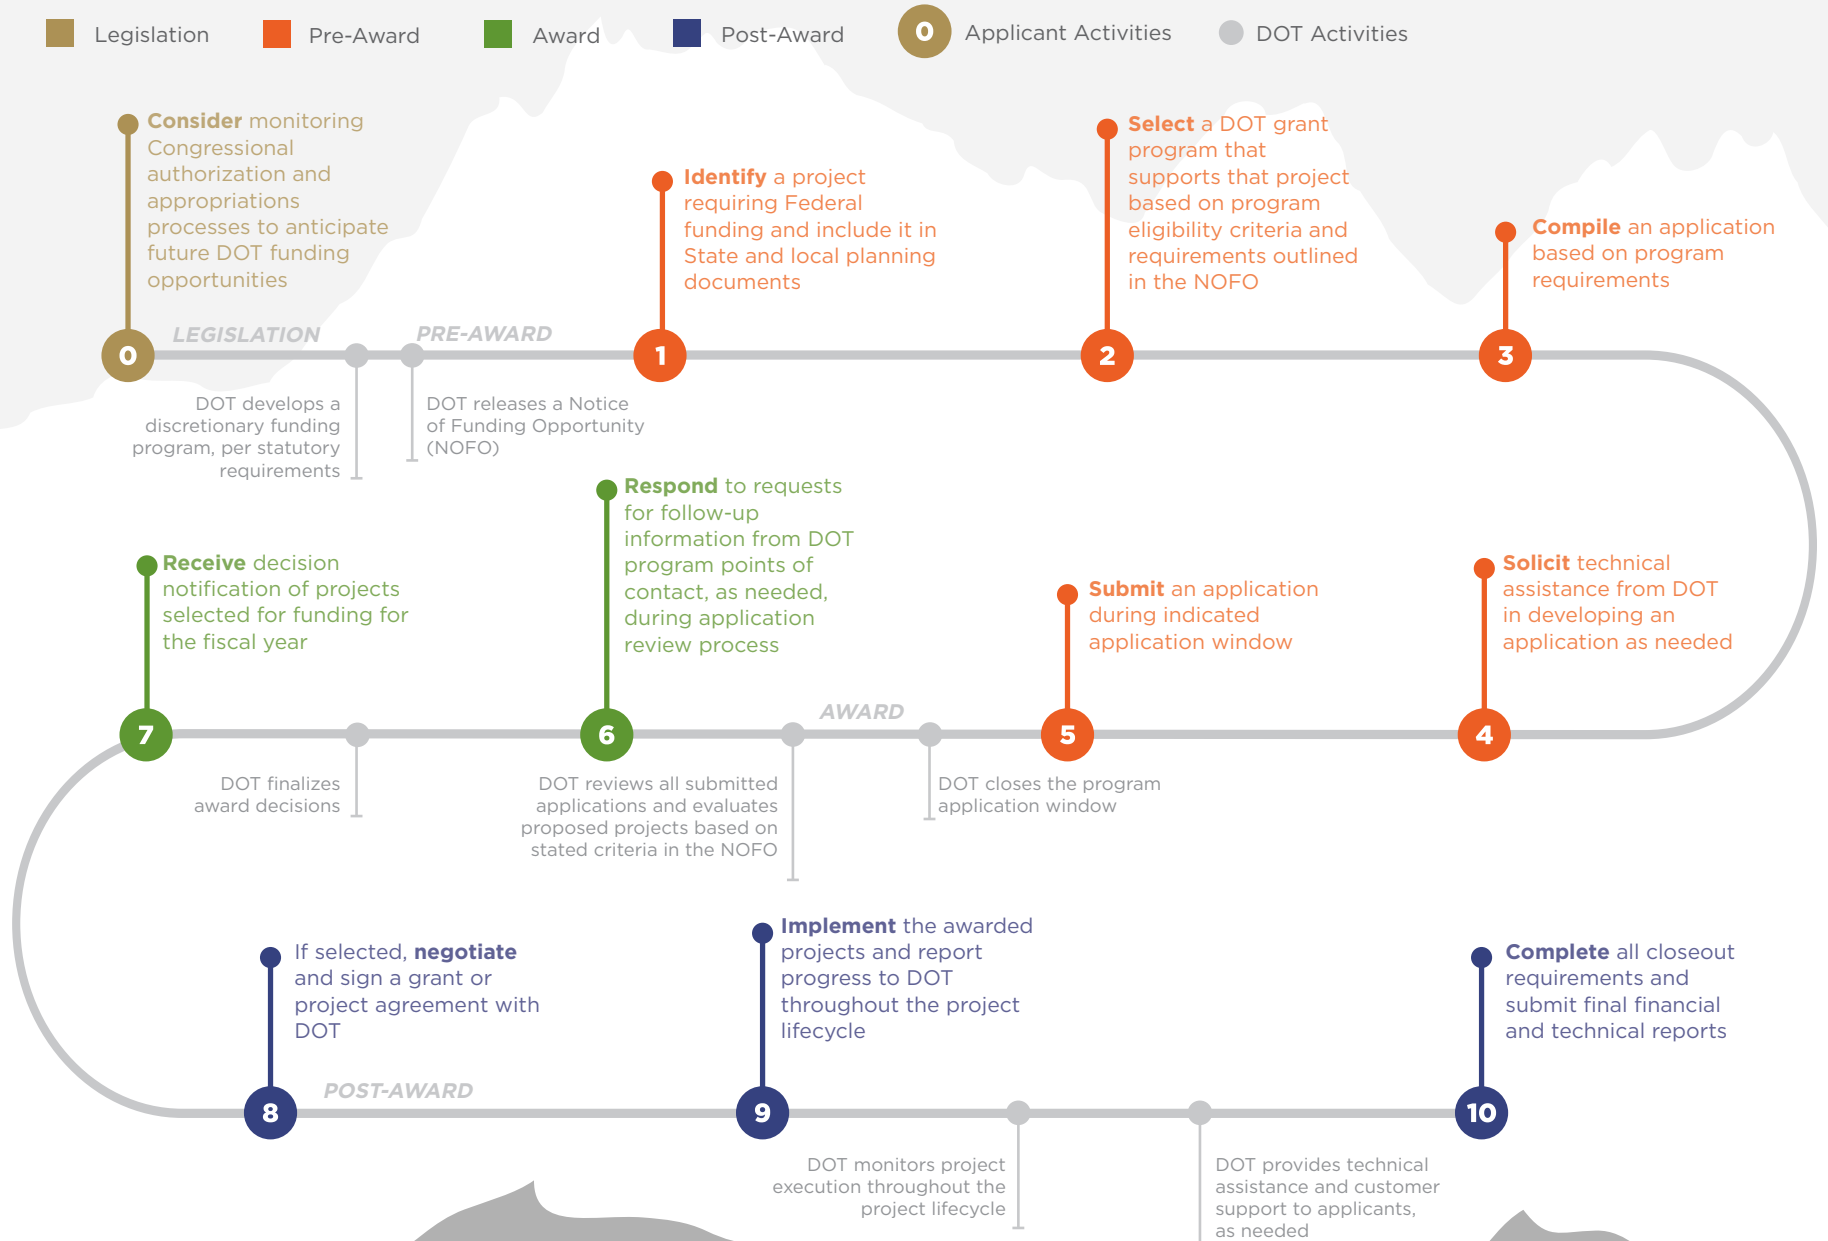 Legislation
Pre-Award
Award
Post-Award
0
Applicant Activities
DOT Activities
Consider monitoring
Congressional
authorization and
appropriations
processes to anticipate
future DOT funding
opportunities
Identify a project
requiring Federal
funding and include it in
State and local planning
documents
Select a DOT grant
program that
supports that project
based on program
eligibility criteria and
requirements outlined
in the NOFO
Compile an application
based on program
requirements
LEGISLATION
PRE-AWARD
0
1
2
3
DOT develops a
discretionary funding
program, per statutory
requirements
DOT releases a Notice
of Funding Opportunity
(NOFO)
Solicit technical
assistance from DOT
in developing an
application as needed
4
Submit an application
during indicated
application window
5
DOT closes the program
application window
AWARD
DOT reviews all submitted
applications and evaluates
proposed projects based on
stated criteria in the NOFO
Respond to requests
for follow-up
information from DOT
program points of
contact, as needed,
during application
review process
6
DOT finalizes
award decisions
Receive decision
notification of projects
selected for funding for
the fiscal year
7
If selected, negotiate
and sign a grant or
project agreement with
DOT
8
POST-AWARD
Implement the awarded
projects and report
progress to DOT
throughout the project
lifecycle
9
DOT monitors project
execution throughout the
project lifecycle
DOT provides technical
assistance and customer
support to applicants,
as needed
Complete all closeout
requirements and
submit final financial
and technical reports
10